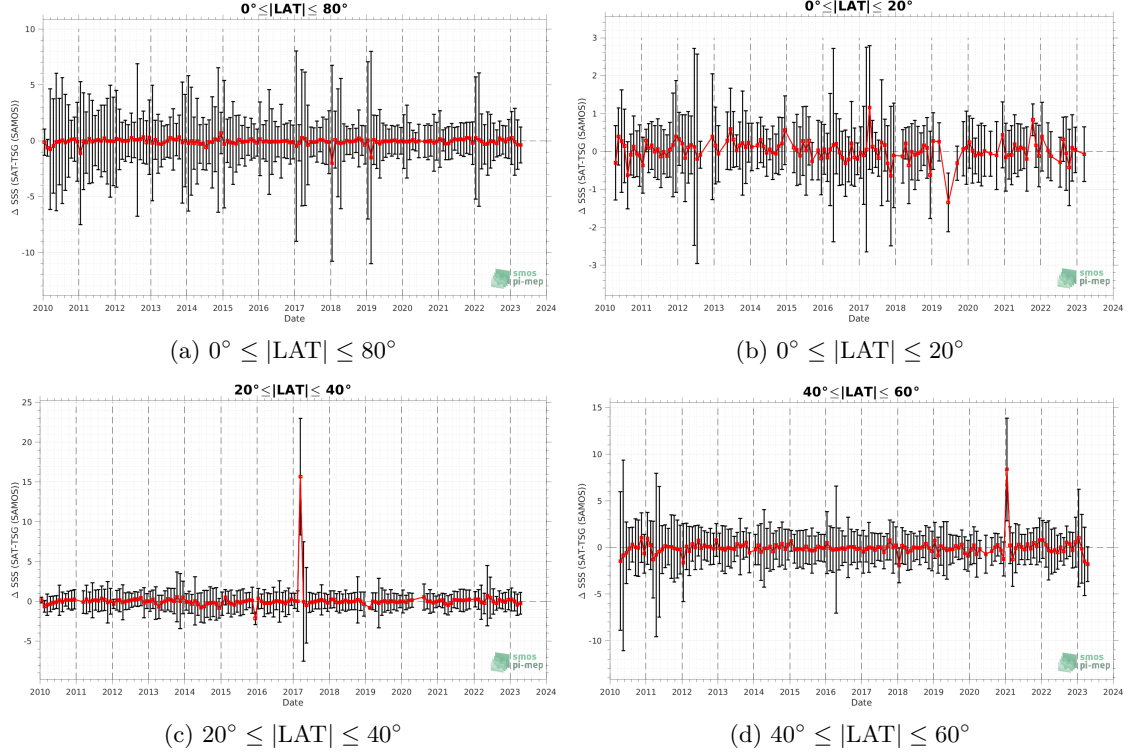 0°≤|LAT|≤ 80°
Δ SSS (SAT-TSG (SAMOS))
10
5
0
-5
-10
2010 2011 2012 2013 2014 2015 2016 2017 2018 2019 2020 2021 2022 2023 2024
Date
smos
pi-mep
(a) 0° ≤ |LAT| ≤ 80°
0°≤|LAT|≤ 20°
Δ SSS (SAT-TSG (SAMOS))
3
2
1
0
-1
-2
-3
2010 2011 2012 2013 2014 2015 2016 2017 2018 2019 2020 2021 2022 2023 2024
Date
smos
pi-mep
(b) 0° ≤ |LAT| ≤ 20°
20°≤|LAT|≤ 40°
Δ SSS (SAT-TSG (SAMOS))
25
20
15
10
5
0
-5
2010 2011 2012 2013 2014 2015 2016 2017 2018 2019 2020 2021 2022 2023 2024
Date
smos
pi-mep
(c) 20° ≤ |LAT| ≤ 40°
40°≤|LAT|≤ 60°
Δ SSS (SAT-TSG (SAMOS))
15
10
5
0
-5
-10
2010 2011 2012 2013 2014 2015 2016 2017 2018 2019 2020 2021 2022 2023 2024
Date
smos
pi-mep
(d) 40° ≤ |LAT| ≤ 60°